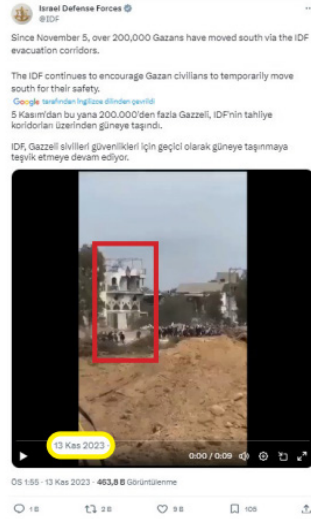 Israel Defense Forces
@IDF
Since November 5, over 200,000 Gazans have moved south via the IDF
evacuation corridors.
The IDF continues to encourage Gazan civilians to temporarily move
south for their safety.
Google tarafından İngilizce dilinden çevrildi
5 Kasım'dan bu yana 200.000'den fazla Gazzeli, IDF'nin tahliye
koridorları üzerinden güneye taşındı.
IDF, Gazzeli sivilleri güvenlikleri için geçici olarak güneye taşınmaya
teşvik etmeye devam ediyor.
13 Kas 2023
0:00 / 0:09
ÖS 1:55 · 13 Kas 2023 · 463,8 B Görüntülenme
1 B
2 B
9 B
105